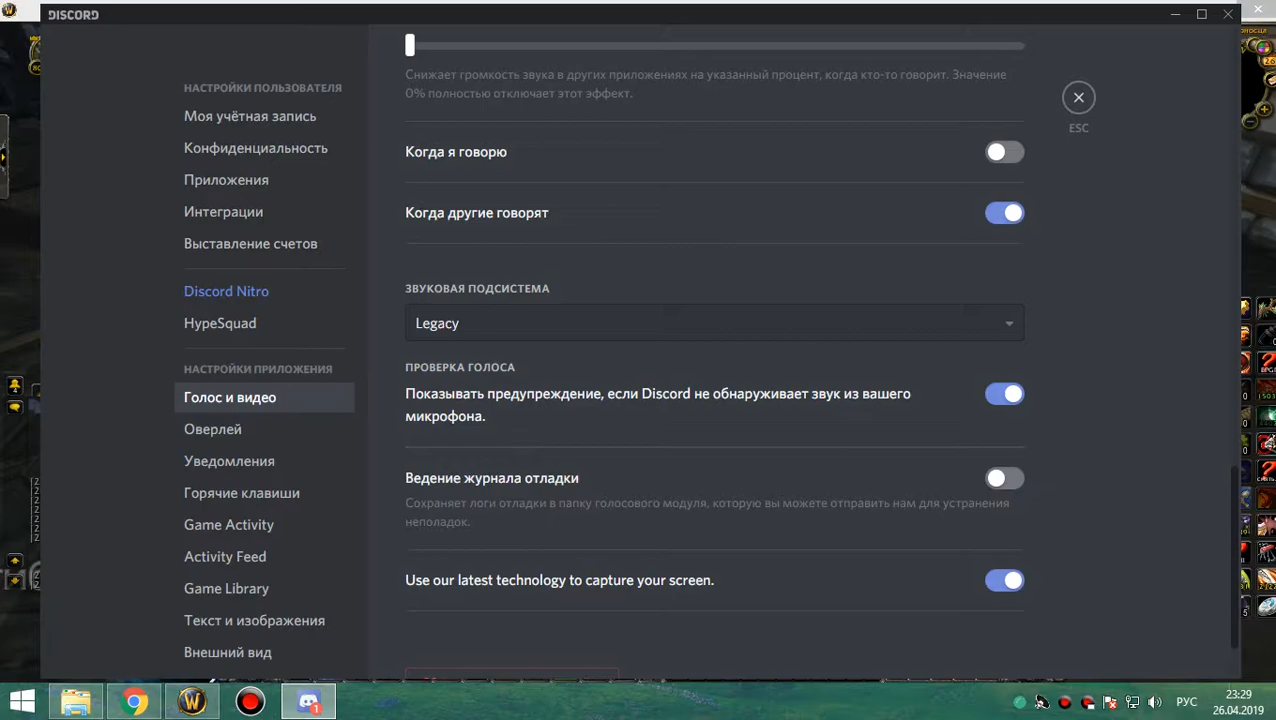 DISCORD
НАСТРОЙКИ ПОЛЬЗОВАТЕЛЯ
Моя учётная запись
Конфиденциальность
Приложения
Интеграции
Выставление счетов
Discord Nitro
HypeSquad
НАСТРОЙКИ ПРИЛОЖЕНИЯ
Голос и видео
Оверлей
Уведомления
Горячие клавиши
Game Activity
Activity Feed
Game Library
Текст и изображения
Внешний вид
Снижает громкость звука в других приложениях на указанный процент, когда кто-то говорит. Значение
0% полностью отключает этот эффект.
Когда я говорю
Когда другие говорят
ЗВУКОВАЯ ПОДСИСТЕМА
Legacy
ПРОВЕРКА ГОЛОСА
Показывать предупреждение, если Discord не обнаруживает звук из вашего
микрофона.
Ведение журнала отладки
Сохраняет логи отладки в папку голосового модуля, которую вы можете отправить нам для устранения
неполадок.
Use our latest technology to capture your screen.
ESC
РУС
23:29
26.04.2019